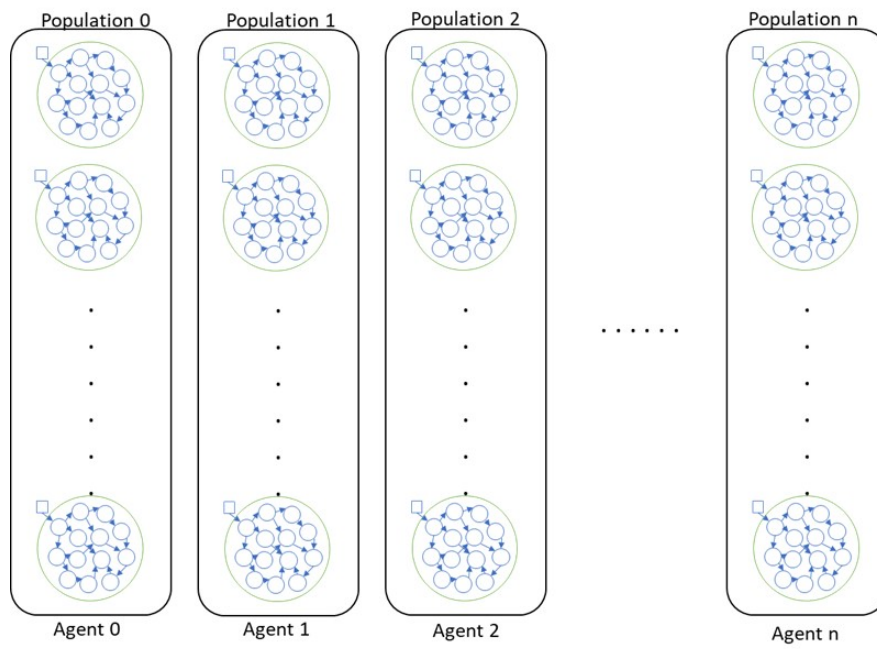 Population 0
Population 1
Population 2
Population n
Agent 0
Agent 1
Agent 2
Agent n